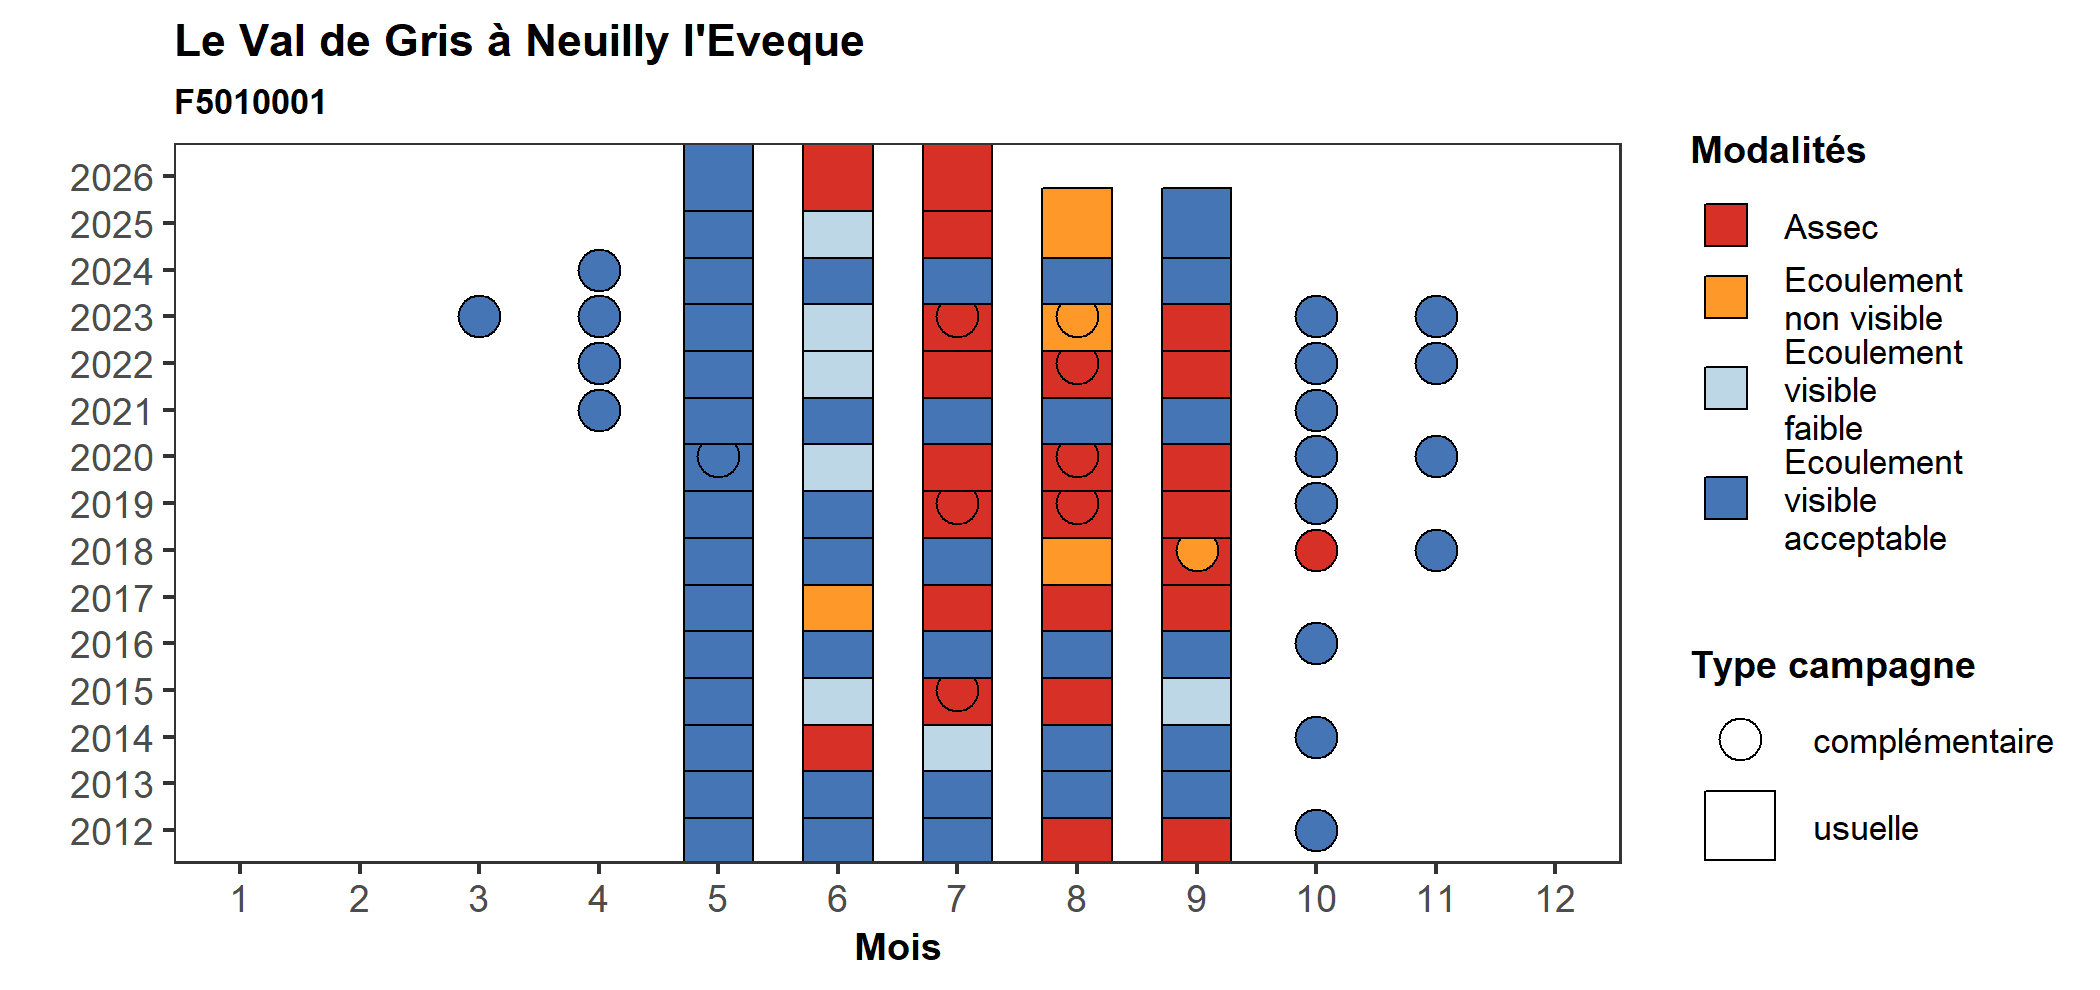 Le Val de Gris à Neuilly l'Eveque
F5010001
2026
2025
2024
2023
2022
2021
2020
2019
2018
2017
2016
2015
2014
2013
2012
1 2 3 4 5 6 7 8 9 10 11 12
Mois
Modalités
Assec
Ecoulement
non visible
Ecoulement
visible
faible
Ecoulement
visible
acceptable
Type campagne
complémentaire
usuelle